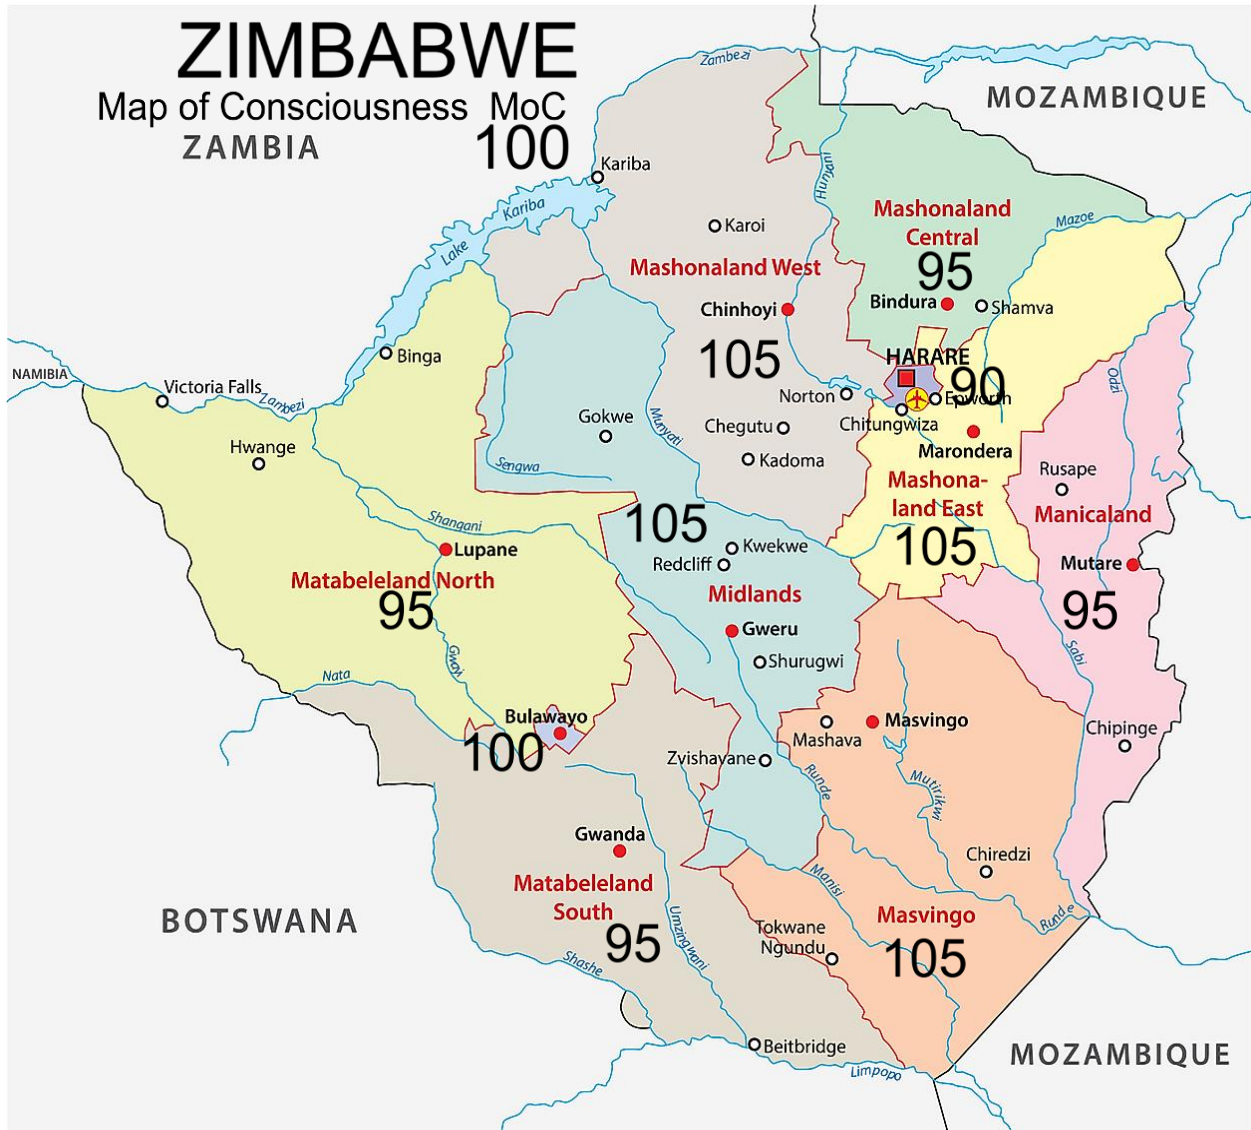 ZIMBABWE
Map of Consciousness MoC
100
ZAMBIA
MOZAMBIQUE
Zambezi
Kariba
Lake
Kariba
Karoi
Hunyani
Mashonaland
Central
95
Mazoe
Mashonaland West
Chinhoyi
105
Bindura
Shamva
HARARE
90
Epworth
Norton
Chitungwiza
Chegutu
Kadoma
Marondera
Mashona-
land East
105
Odzi
Rusape
Manicaland
Mutare
95
Sabi
Chipinge
NAMIBIA
Victoria Falls
Zambezi
Binga
Hwange
Gokwe
Munyati
Sengwa
Shangani
Lupane
Matabeleland North
95
Gwayi
Nata
105
Kwekwe
Redcliff
Midlands
Gweru
Shurugwi
Bulawayo
100
Zvishavane
Mashava
Masvingo
Runde
Mutirikwi
Chiredzi
Gwanda
Matabeleland
South
95
Umzingwani
Manisi
Masvingo
105
Runde
Tokwane
Ngundu
BOTSWANA
Shashe
Beitbridge
Limpopo
MOZAMBIQUE